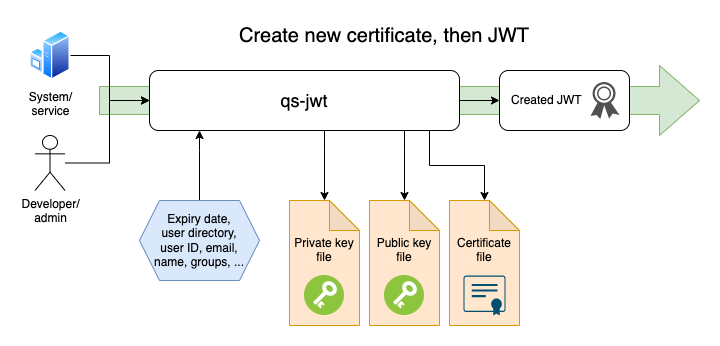 Create new certificate, then JWT
System/
service
qs-jwt
Created JWT
Developer/
admin
Expiry date,
user directory,
user ID, email,
name, groups, ...
Private key
file
Public key
file
Certificate
file